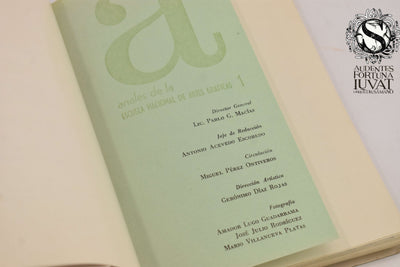 a
anales de la
ESCUELA NACIONAL DE ARTES GRAFICAS 1
Director General
LIC. PABLO G. MACÍAS
Jefe de Redacción
ANTONIO ACEVEDO ESCOBEDO
Circulación
MIGUEL PÉREZ ONTIVEROS
Dirección Artística
GERÓNIMO DÍAZ ROJAS
Fotografía
AMADOR LUGO GUADARRAMA
JOSÉ JULIO RODRÍGUEZ
MARIO VILLANUEVA PLATAS
S
AUDENTES
FORTUNA
IUVAT